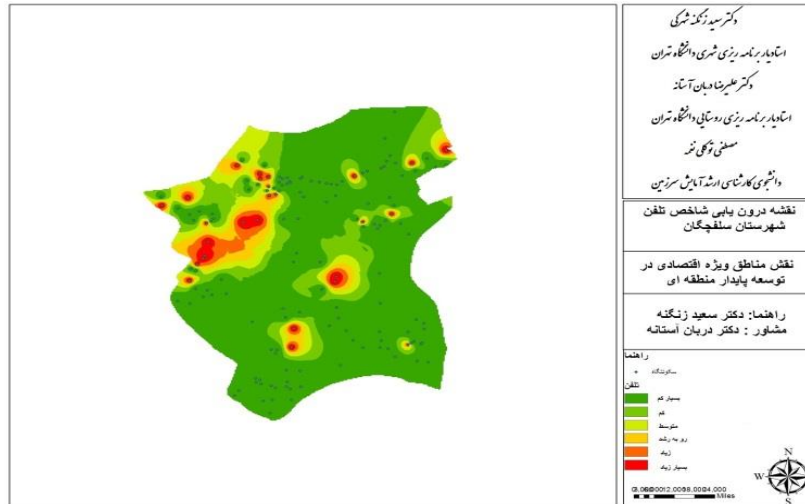 دکتر سعید زنگنه شهرکی
استادیار برنامه ریزی شهری دانشگاه تهران
دکتر علیرضا دربان آستانه
استادیار برنامه ریزی روستایی دانشگاه تهران
مصطفی توکلی نغمه
دانشجوی کارشناسی ارشد آمایش سرزمین
نقشه درون یابی شاخص تلفن
شهرستان سلفچگان
نقش مناطق ویژه اقتصادی در
توسعه پایدار منطقه ای
راهنما: دکتر سعید زنگنه
مشاور : دکتر دربان آستانه
راهنما
سکونتگاه
تلفن
بسیار کم
کم
متوسط
رو به رشد
زیاد
بسیار زیاد
N
W
S
Miles